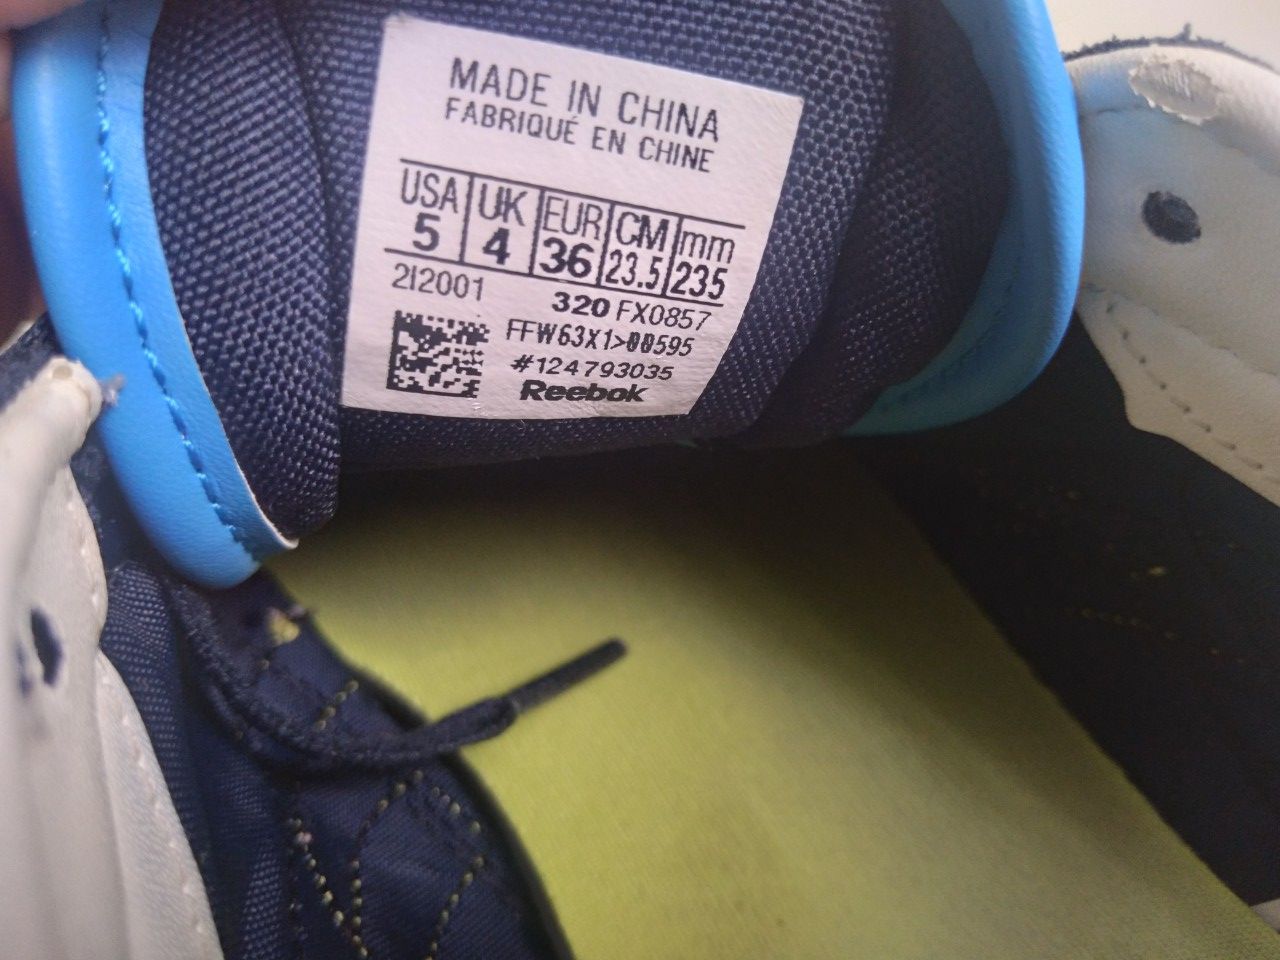 MADE IN CHINA
FABRIQUÉ EN CHINE
USA UK EUR CM mm
5 4 36 23.5 235
2I2001 320 FX0857
FFW63X1>00595
#124793035
Reebok